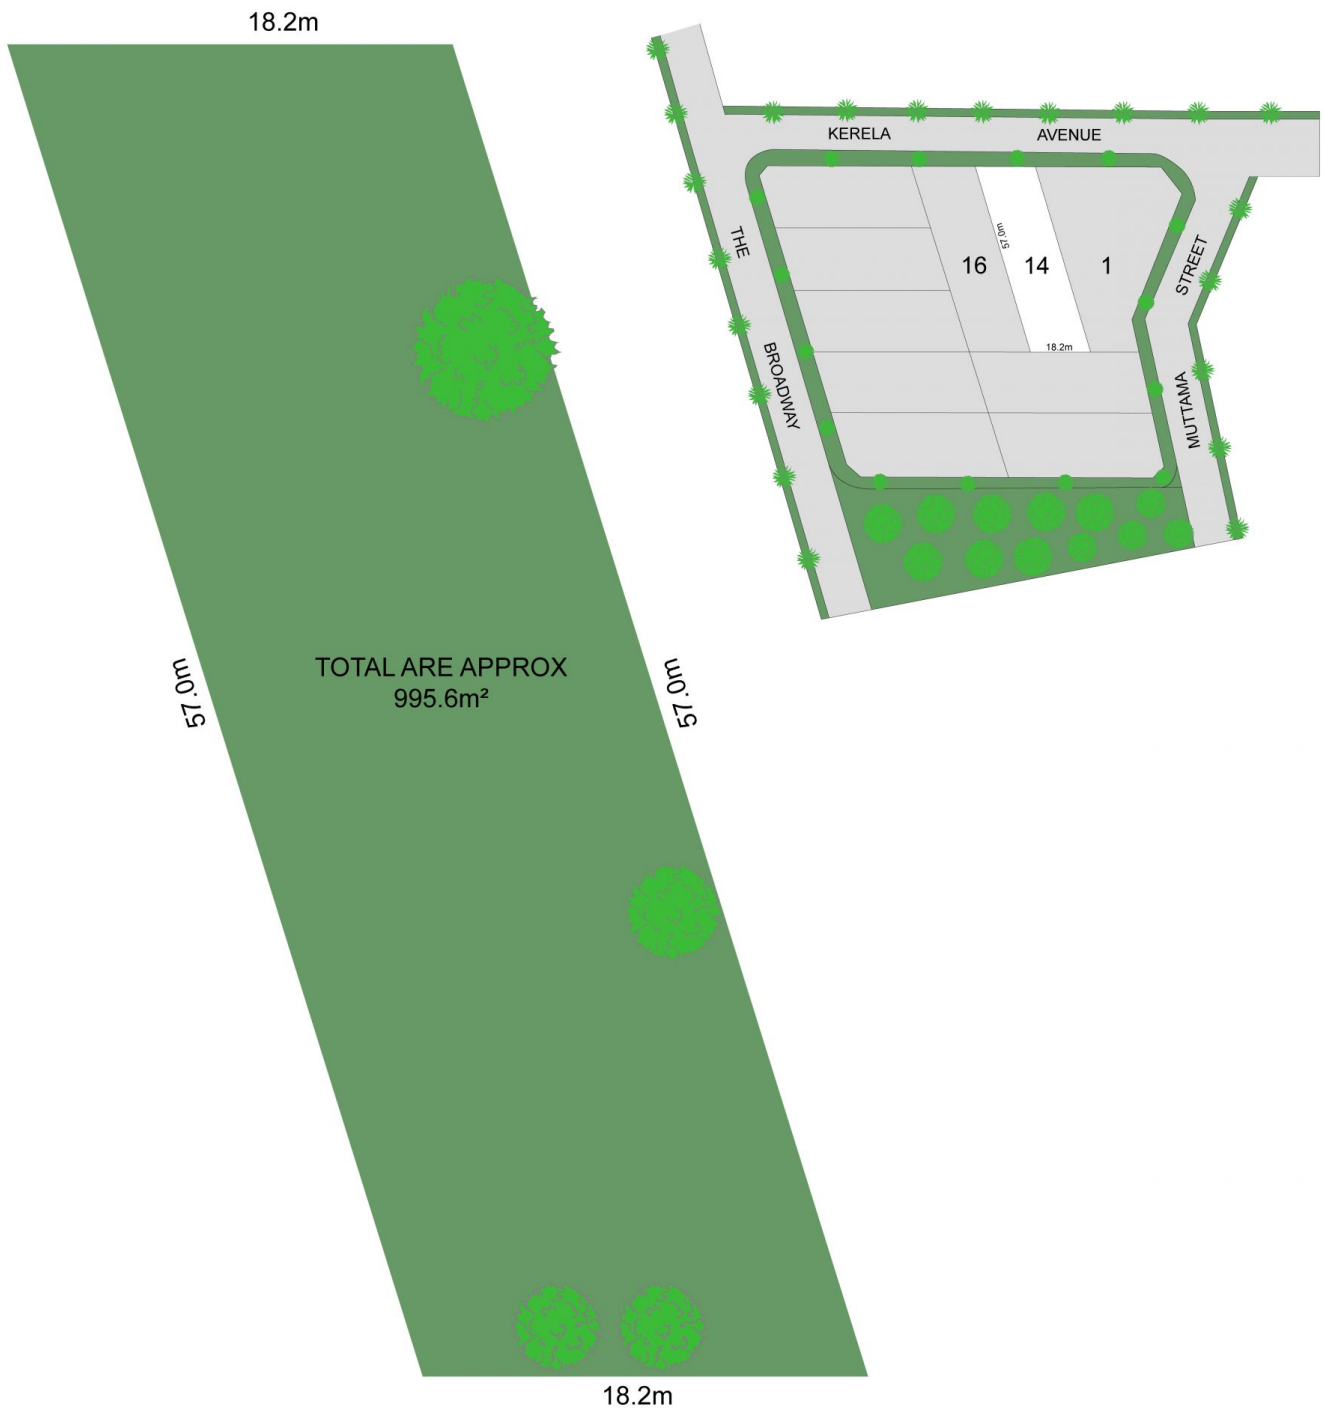 18.2m
KERELA AVENUE
THE BROADWAY
57.0m
16
14
1
STREET
MUTTAMA
18.2m
57.0m
TOTAL ARE APPROX
995.6m²
57.0m
18.2m